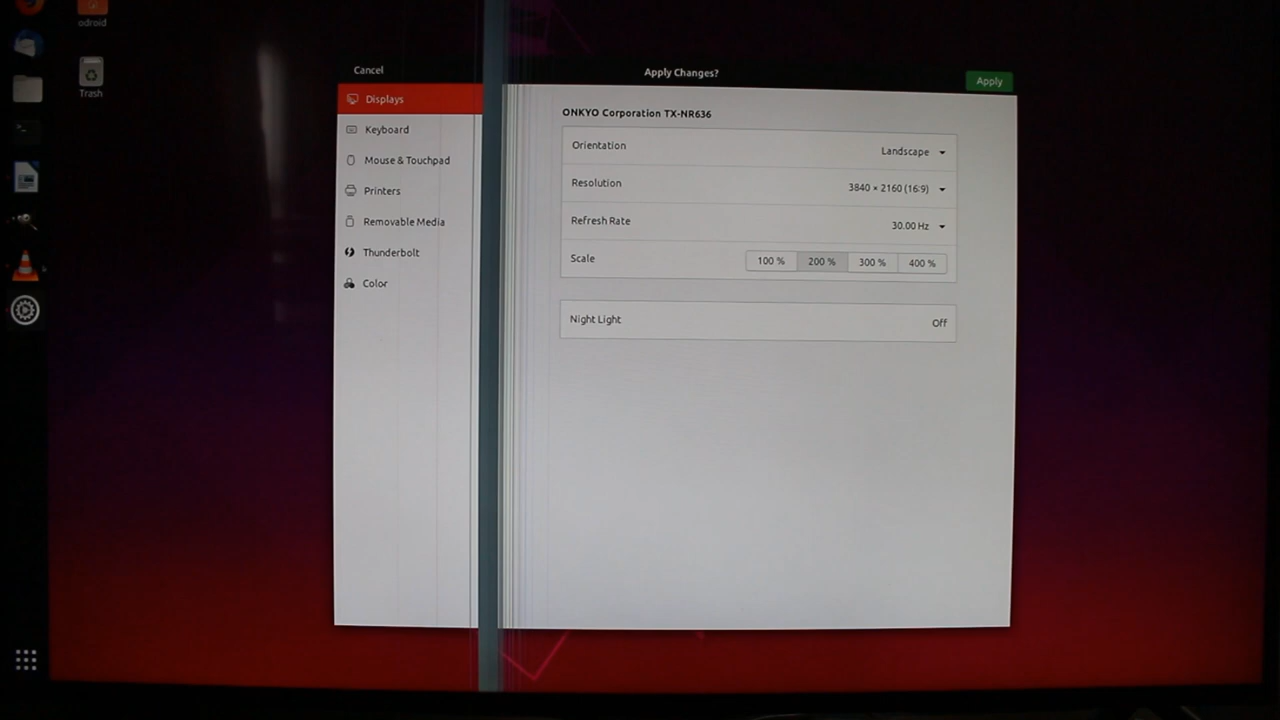 odroid
Trash
Cancel
Apply Changes?
Apply
Displays
Keyboard
Mouse & Touchpad
Printers
Removable Media
Thunderbolt
Color
ONKYO Corporation TX-NR636
Orientation
Landscape
Resolution
3840 × 2160 (16:9)
Refresh Rate
30.00 Hz
Scale
100 %
200 %
300 %
400 %
Night Light
Off